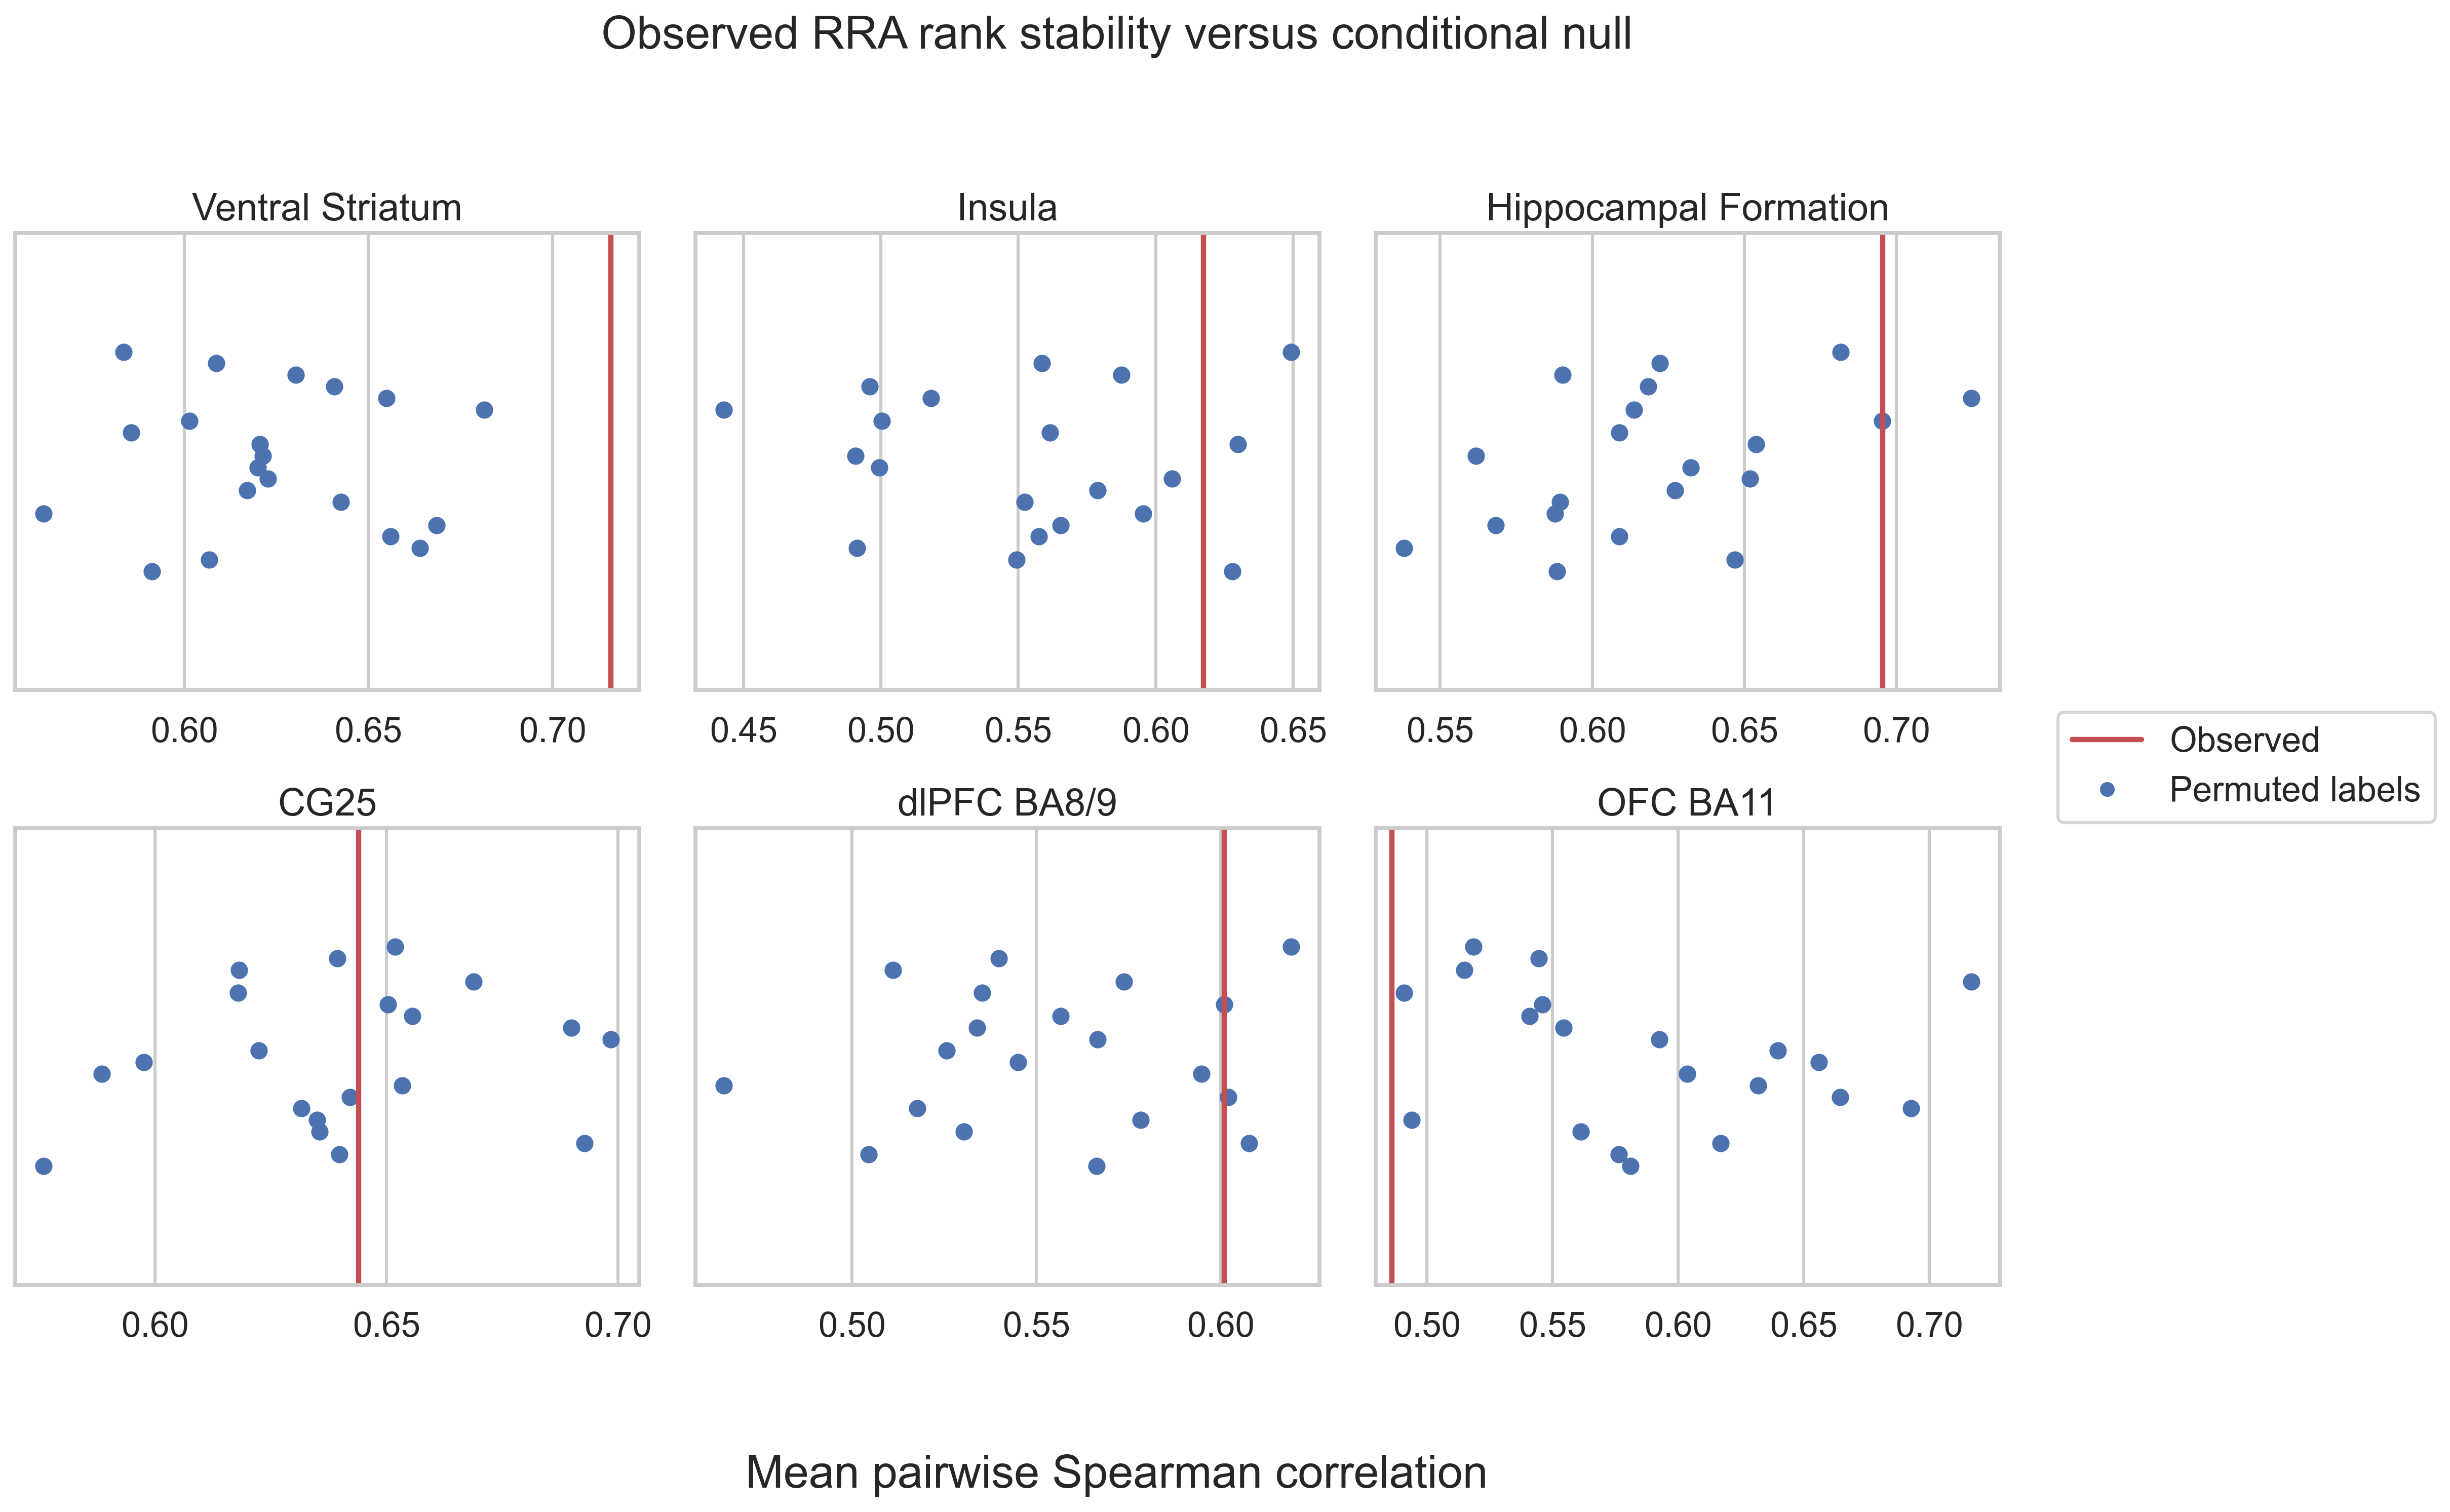 Observed RRA rank stability versus conditional null
Ventral Striatum
Insula
Hippocampal Formation
0.60 0.65 0.70
0.45 0.50 0.55 0.60 0.65
0.55 0.60 0.65 0.70
Observed
Permuted labels
CG25
dlPFC BA8/9
OFC BA11
0.60 0.65 0.70
0.50 0.55 0.60
0.50 0.55 0.60 0.65 0.70
Mean pairwise Spearman correlation